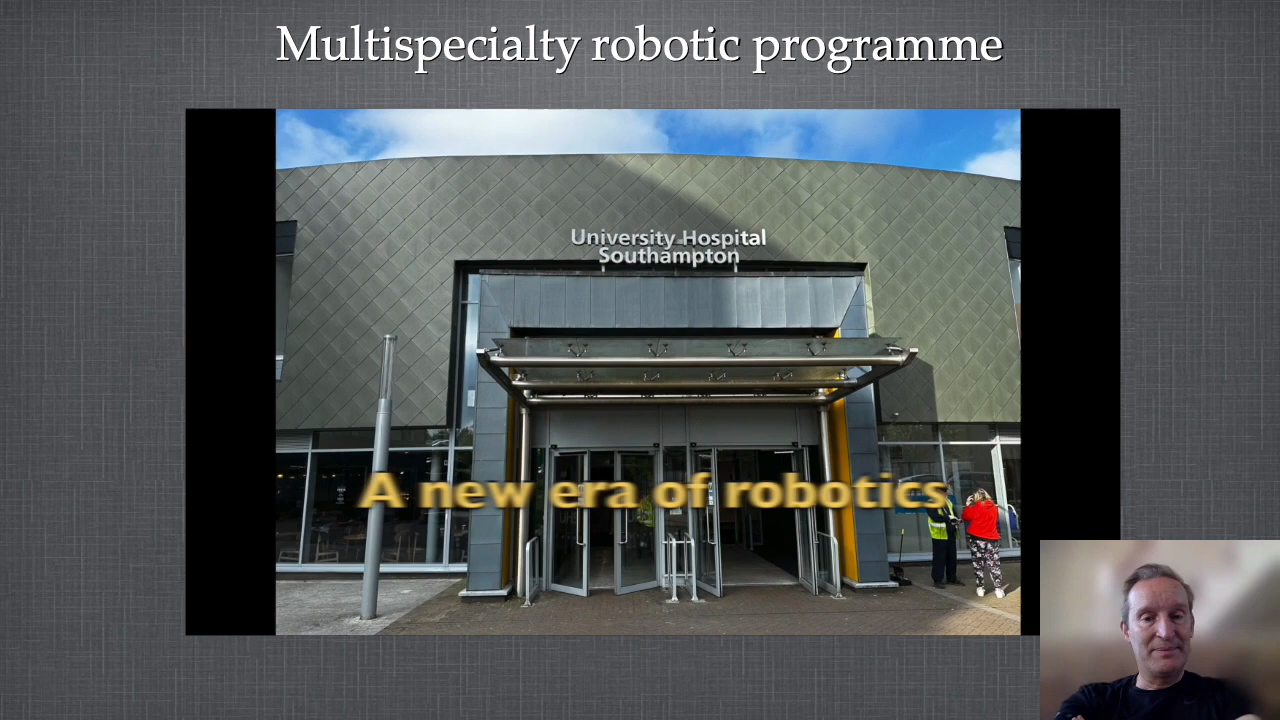 Multispecialty robotic programme
University Hospital
Southampton
A new era of robotics